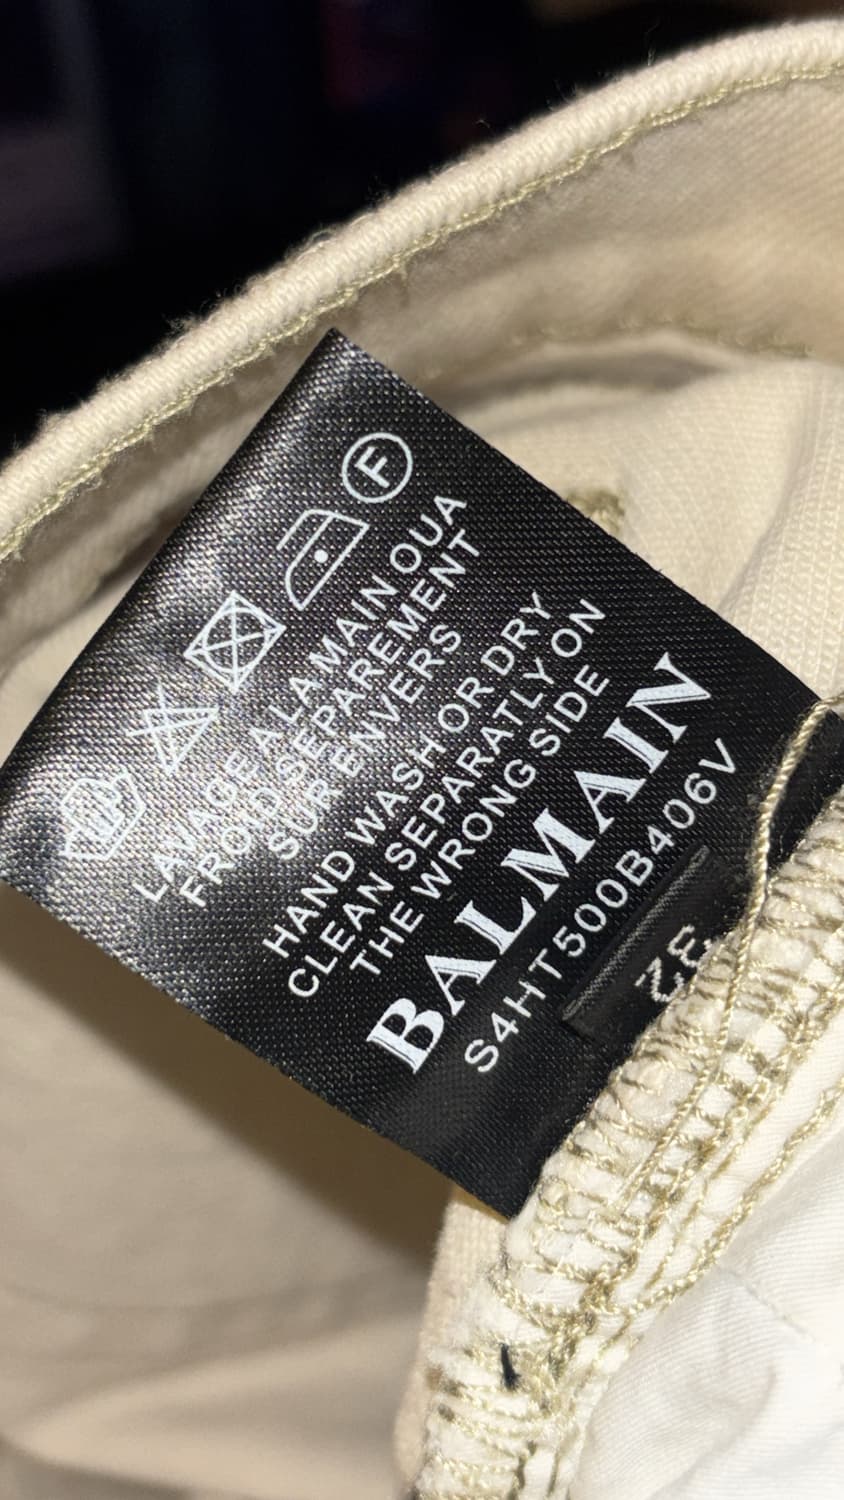 F
LAVAGE A LA MAIN OU A
FROID SEPAREMENT
SUR ENVERS
HAND WASH OR DRY
CLEAN SEPARATLY ON
THE WRONG SIDE
BALMAIN
S4HT500B406V
32